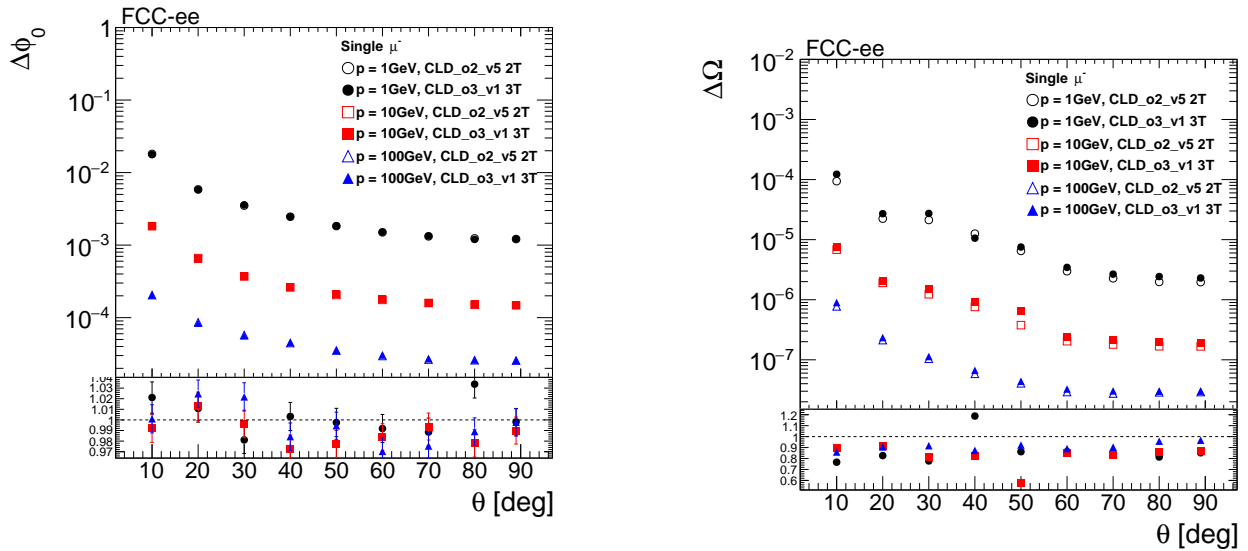 FCC-ee
Δϕ0
1
10−1
10−2
10−3
10−4
Single μ-
p = 1GeV, CLD_o2_v5 2T
p = 1GeV, CLD_o3_v1 3T
p = 10GeV, CLD_o2_v5 2T
p = 10GeV, CLD_o3_v1 3T
p = 100GeV, CLD_o2_v5 2T
p = 100GeV, CLD_o3_v1 3T
1.04
1.03
1.02
1.01
1
0.99
0.98
0.97
10 20 30 40 50 60 70 80 90
θ [deg]
FCC-ee
ΔΩ
10−2
10−3
10−4
10−5
10−6
10−7
Single μ-
p = 1GeV, CLD_o2_v5 2T
p = 1GeV, CLD_o3_v1 3T
p = 10GeV, CLD_o2_v5 2T
p = 10GeV, CLD_o3_v1 3T
p = 100GeV, CLD_o2_v5 2T
p = 100GeV, CLD_o3_v1 3T
1.2
1.1
1
0.9
0.8
0.7
0.6
10 20 30 40 50 60 70 80 90
θ [deg]